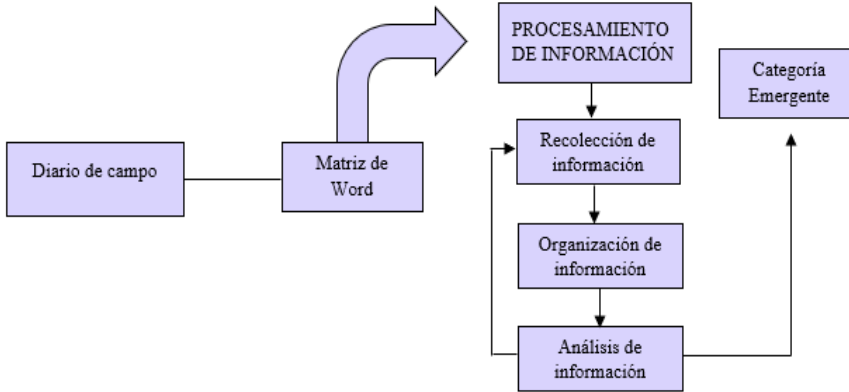 Diario de campo
Matriz de
Word
PROCESAMIENTO
DE INFORMACIÓN
Recolección de
información
Organización de
información
Análisis de
información
Categoría
Emergente